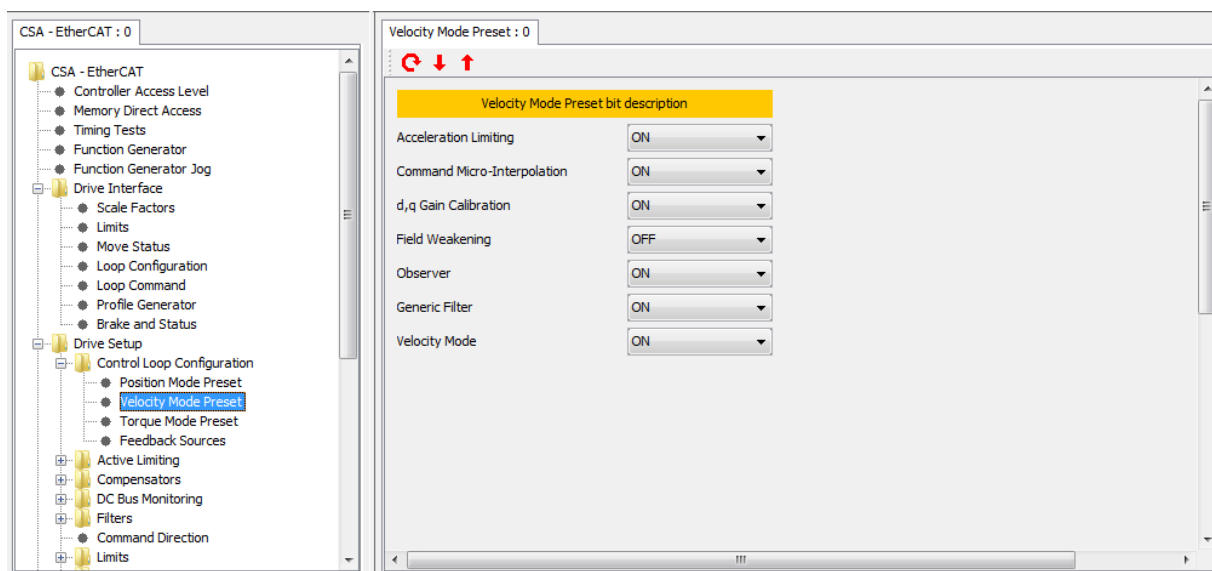 CSA - EtherCAT : 0
CSA - EtherCAT
Controller Access Level
Memory Direct Access
Timing Tests
Function Generator
Function Generator Jog
Drive Interface
Scale Factors
Limits
Move Status
Loop Configuration
Loop Command
Profile Generator
Brake and Status
Drive Setup
Control Loop Configuration
Position Mode Preset
Velocity Mode Preset
Torque Mode Preset
Feedback Sources
Active Limiting
Compensators
DC Bus Monitoring
Filters
Command Direction
Limits
Velocity Mode Preset : 0
Velocity Mode Preset bit description
Acceleration Limiting ON
Command Micro-Interpolation ON
d,q Gain Calibration ON
Field Weakening OFF
Observer ON
Generic Filter ON
Velocity Mode ON